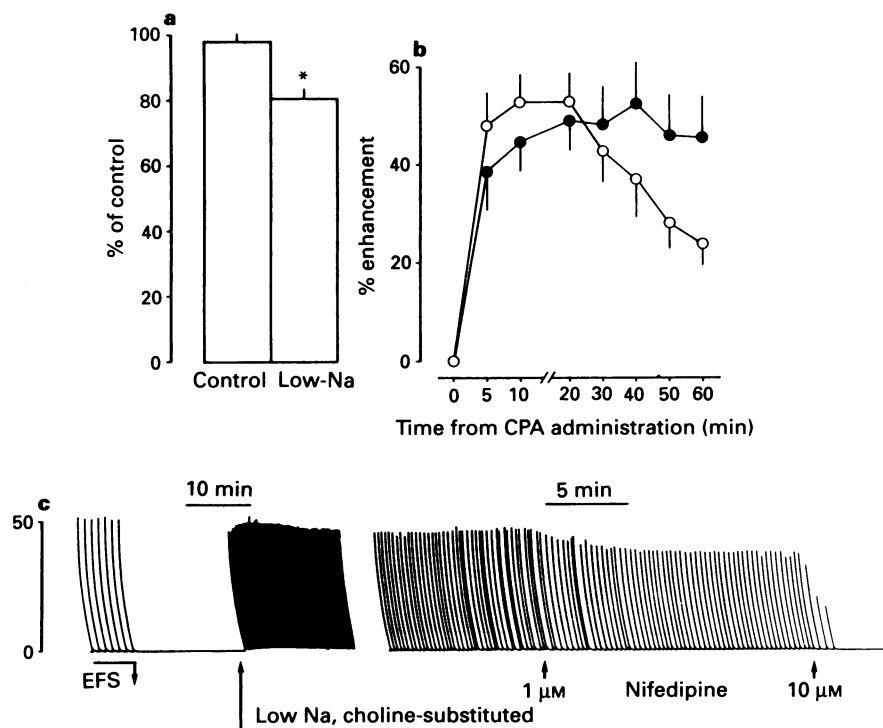 a
100
80
60
40
20
0
% of control
*
Control Low-Na
b
60
40
20
0
% enhancement
0 5 10 20 30 40 50 60
Time from CPA administration (min)
c
10 min
5 min
50
0
EFS
1 μM Nifedipine 10 μM
Low Na, choline-substituted